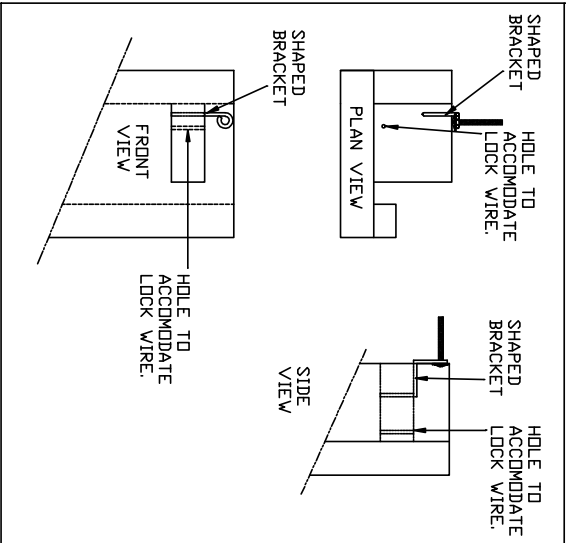 SHAPED
BRACKET
HOLE TO
ACCOMODATE
LOCK WIRE.
PLAN VIEW
SHAPED
BRACKET
HOLE TO
ACCOMODATE
LOCK WIRE.
SIDE
VIEW
SHAPED
BRACKET
FRONT
VIEW
HOLE TO
ACCOMODATE
LOCK WIRE.